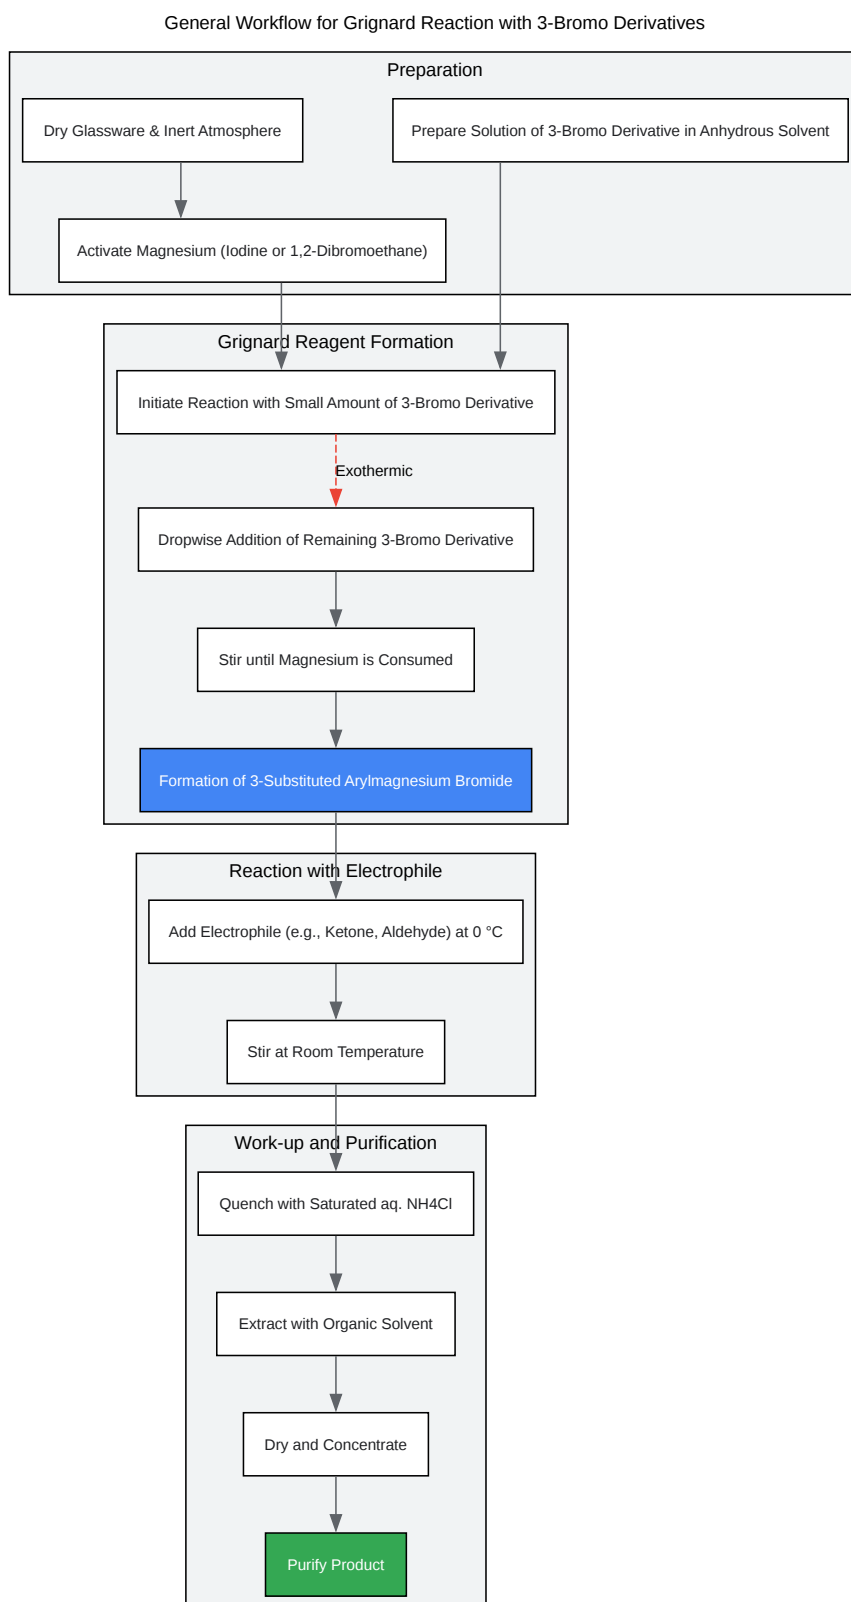 General Workflow for Grignard Reaction with 3-Bromo Derivatives
Preparation
Dry Glassware & Inert Atmosphere
Prepare Solution of 3-Bromo Derivative in Anhydrous Solvent
Activate Magnesium (Iodine or 1,2-Dibromoethane)
Grignard Reagent Formation
Initiate Reaction with Small Amount of 3-Bromo Derivative
Exothermic
Dropwise Addition of Remaining 3-Bromo Derivative
Stir until Magnesium is Consumed
Formation of 3-Substituted Arylmagnesium Bromide
Reaction with Electrophile
Add Electrophile (e.g., Ketone, Aldehyde) at 0 °C
Stir at Room Temperature
Work-up and Purification
Quench with Saturated aq. NH4Cl
Extract with Organic Solvent
Dry and Concentrate
Purify Product